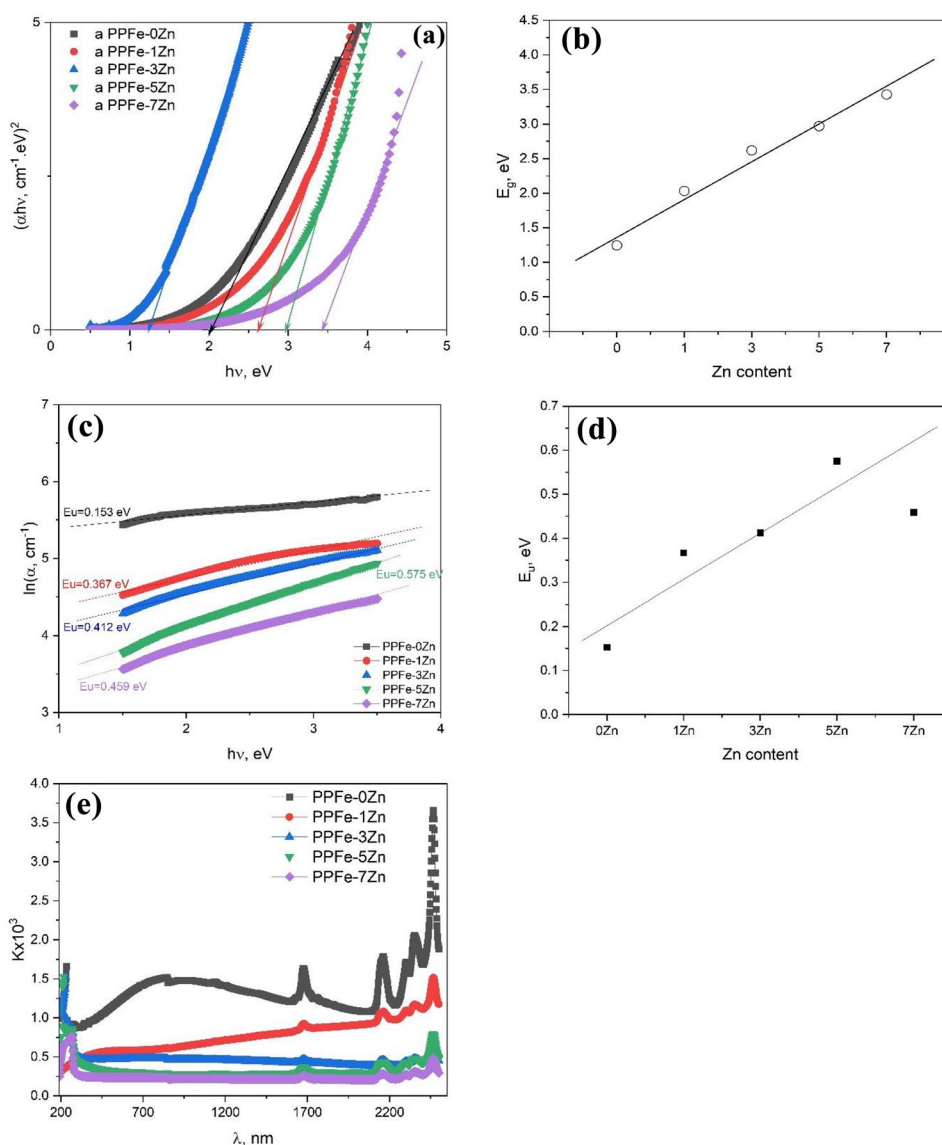 (a)
a PPFe-0Zn
a PPFe-1Zn
a PPFe-3Zn
a PPFe-5Zn
a PPFe-7Zn
5
0
(αhν, cm⁻¹.eV)²
0 1 2 3 4 5
hν, eV
(b)
4.5
4.0
3.5
3.0
2.5
2.0
1.5
1.0
0.5
0.0
E_g, eV
0 1 3 5 7
Zn content
(c)
7
6
5
4
3
ln(α, cm⁻¹)
Eu=0.153 eV
Eu=0.367 eV
Eu=0.575 eV
Eu=0.412 eV
Eu=0.459 eV
PPFe-0Zn
PPFe-1Zn
PPFe-3Zn
PPFe-5Zn
PPFe-7Zn
1 2 3 4
hν, eV
(d)
0.7
0.6
0.5
0.4
0.3
0.2
0.1
0.0
E_u, eV
0Zn 1Zn 3Zn 5Zn 7Zn
Zn content
(e)
PPFe-0Zn
PPFe-1Zn
PPFe-3Zn
PPFe-5Zn
PPFe-7Zn
4.0
3.5
3.0
2.5
2.0
1.5
1.0
0.5
0.0
Kx10³
200 700 1200 1700 2200
λ, nm